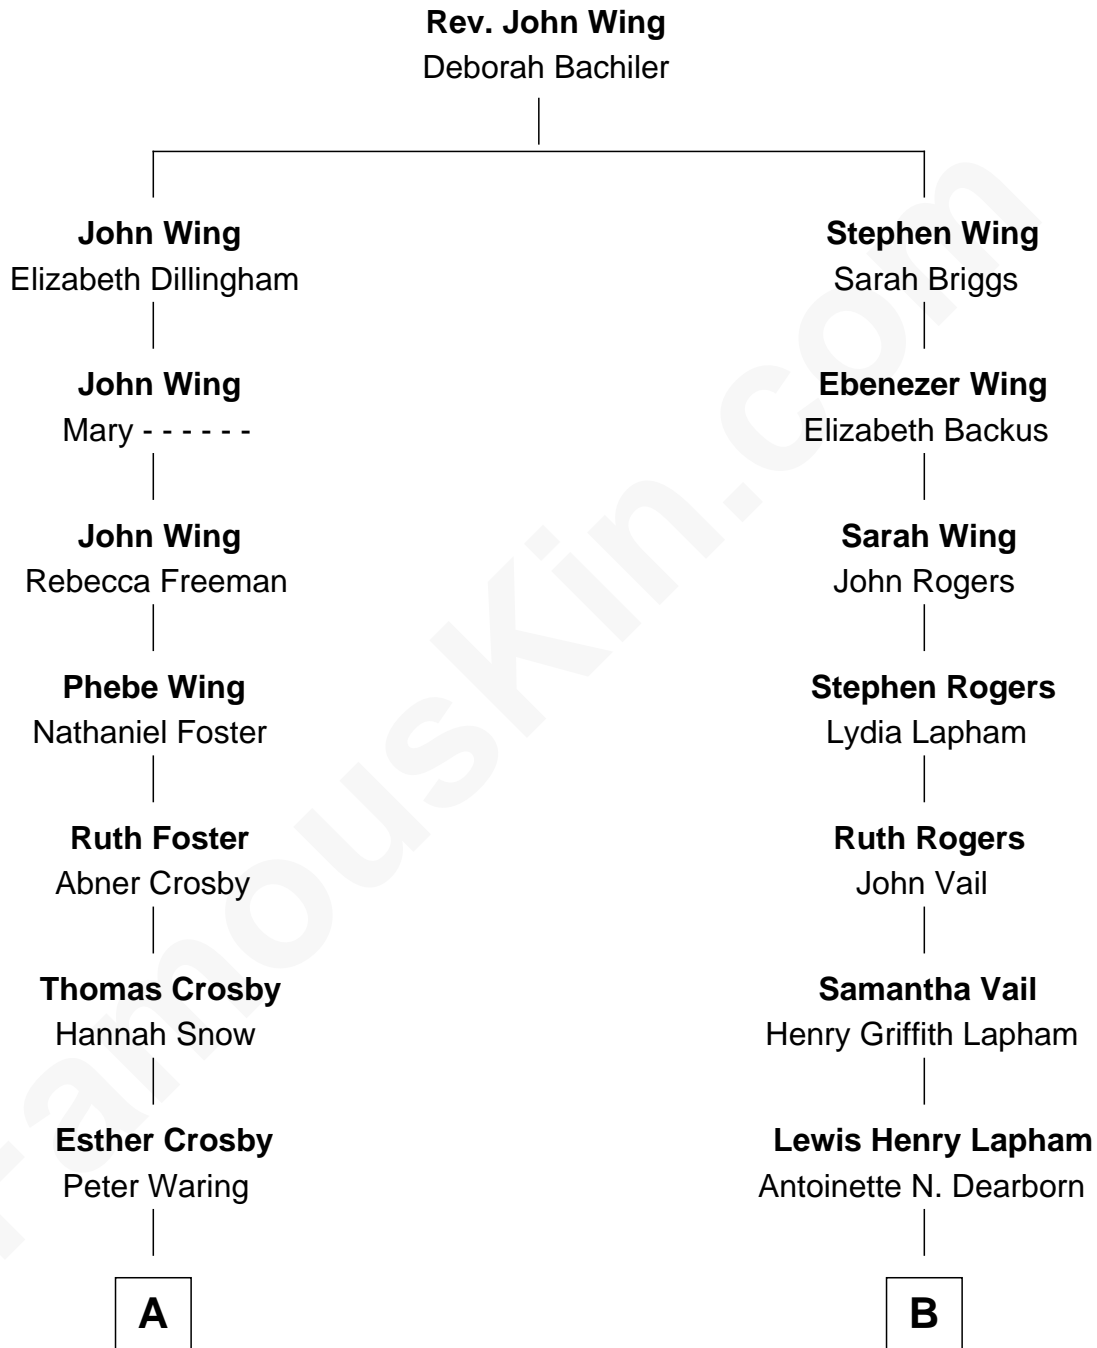 Rev. John Wing
Deborah Bachiler
John Wing
Elizabeth Dillingham
Stephen Wing
Sarah Briggs
John Wing
Mary - - - - - -
Ebenezer Wing
Elizabeth Backus
John Wing
Rebecca Freeman
Sarah Wing
John Rogers
Phebe Wing
Nathaniel Foster
Stephen Rogers
Lydia Lapham
Ruth Foster
Abner Crosby
Ruth Rogers
John Vail
Thomas Crosby
Hannah Snow
Samantha Vail
Henry Griffith Lapham
Esther Crosby
Peter Waring
Lewis Henry Lapham
Antoinette N. Dearborn
A
B
FamousKin.com